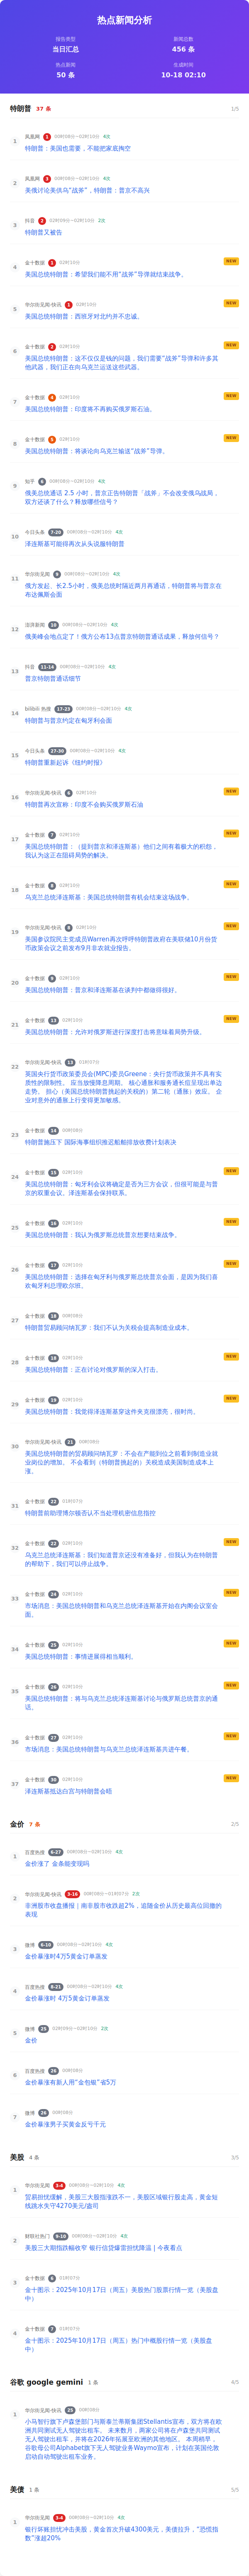 热点新闻分析
报告类型
新闻总数
当日汇总
456 条
热点新闻
生成时间
50 条
10-18 02:10
特朗普 37 条 1/5
1 凤凰网 1 00时08分~02时10分 4次
特朗普：美国也需要，不能把家底掏空
2 凤凰网 3 00时08分~02时10分 4次
美俄讨论美供乌“战斧”，特朗普：普京不高兴
3 抖音 2 02时09分~02时10分 2次
特朗普又被告
4 金十数据 1 02时10分 NEW
美国总统特朗普：希望我们能不用“战斧”导弹就结束战争。
5 华尔街见闻-快讯 1 02时10分 NEW
美国总统特朗普：西班牙对北约并不忠诚。
6 金十数据 2 02时10分 NEW
美国总统特朗普：这不仅仅是钱的问题，我们需要“战斧”导弹和许多其
他武器，我们正在向乌克兰运送这些武器。
7 金十数据 4 02时10分 NEW
美国总统特朗普：印度将不再购买俄罗斯石油。
8 金十数据 5 02时10分 NEW
美国总统特朗普：将谈论向乌克兰输送“战斧”导弹。
9 知乎 6 00时08分~02时10分 4次
俄美总统通话 2.5 小时，普京正告特朗普「战斧」不会改变俄乌战局，
双方还谈了什么？释放哪些信号？
10 今日头条 7-20 00时08分~02时10分 4次
泽连斯基可能得再次从头说服特朗普
11 华尔街见闻 9 00时08分~02时10分 4次
俄方发起、长2.5小时，俄美总统时隔近两月再通话，特朗普将与普京在
布达佩斯会面
12 澎湃新闻 10 00时08分~02时10分 4次
俄美峰会地点定了！俄方公布13点普京特朗普通话成果，释放何信号？
13 抖音 11-14 00时08分~02时10分 4次
普京特朗普通话细节
14 bilibili 热搜 17-23 00时08分~02时10分 4次
特朗普与普京约定在匈牙利会面
15 今日头条 27-30 00时08分~02时10分 4次
特朗普重新起诉《纽约时报》
16 华尔街见闻-快讯 6 02时10分 NEW
特朗普再次宣称：印度不会购买俄罗斯石油
17 金十数据 7 02时10分 NEW
美国总统特朗普：（提到普京和泽连斯基）他们之间有着极大的积怨，
我认为这正在阻碍局势的解决。
18 金十数据 8 02时10分 NEW
乌克兰总统泽连斯基：美国总统特朗普有机会结束这场战争。
19 华尔街见闻-快讯 8 02时10分 NEW
美国参议院民主党成员Warren再次呼呼特朗普政府在美联储10月份货
币政策会议之前发布9月非农就业报告。
20 金十数据 9 02时10分 NEW
美国总统特朗普：普京和泽连斯基在谈判中都做得很好。
21 金十数据 13 02时10分 NEW
美国总统特朗普：允许对俄罗斯进行深度打击将意味着局势升级。
22 华尔街见闻-快讯 13 01时07分
英国央行货币政策委员会(MPC)委员Greene：央行货币政策并不具有实
质性的限制性。 应当放慢降息周期。 核心通胀和服务通长但呈现出单边
走势。 担心（美国总统特朗普挑起的关税的）第二轮（通胀）效应。 企
业对意外的通胀上行变得更加敏感。
23 金十数据 14 00时08分
特朗普施压下 国际海事组织推迟船舶排放收费计划表决
24 金十数据 15 02时10分 NEW
美国总统特朗普：匈牙利会议将确定是否为三方会议，但很可能是与普
京的双重会议。泽连斯基会保持联系。
25 金十数据 16 02时10分 NEW
美国总统特朗普：我认为俄罗斯总统普京想要结束战争。
26 金十数据 17 02时10分 NEW
美国总统特朗普：选择在匈牙利与俄罗斯总统普京会面，是因为我们喜
欢匈牙利总理欧尔班。
27 金十数据 18 00时08分
特朗普贸易顾问纳瓦罗：我们不认为关税会提高制造业成本。
28 金十数据 18 02时10分 NEW
美国总统特朗普：正在讨论对俄罗斯的深入打击。
29 金十数据 19 02时10分 NEW
美国总统特朗普：我觉得泽连斯基穿这件夹克很漂亮，很时尚。
30 华尔街见闻-快讯 21 00时08分
美国总统特朗普的贸易顾问纳瓦罗：不会在产能到位之前看到制造业就
业岗位的增加。 不会看到（特朗普挑起的）关税造成美国制造成本上
涨。
31 金十数据 22 01时07分
特朗普前助理博尔顿否认不当处理机密信息指控
32 金十数据 22 02时10分 NEW
乌克兰总统泽连斯基：我们知道普京还没有准备好，但我认为在特朗普
的帮助下，我们可以停止战争。
33 金十数据 24 02时10分 NEW
市场消息：美国总统特朗普和乌克兰总统泽连斯基开始在内阁会议室会
面。
34 金十数据 25 02时10分 NEW
美国总统特朗普：事情进展得相当顺利。
35 金十数据 26 02时10分 NEW
美国总统特朗普：将与乌克兰总统泽连斯基讨论与俄罗斯总统普京的通
话。
36 金十数据 27 02时10分 NEW
市场消息：美国总统特朗普与乌克兰总统泽连斯基共进午餐。
37 金十数据 30 02时10分 NEW
泽连斯基抵达白宫与特朗普会晤
金价 7 条 2/5
1 百度热搜 6-27 00时08分~02时10分 4次
金价涨了 金条能变现吗
2 华尔街见闻-快讯 3-16 00时08分~01时07分 2次
非洲股市收盘播报｜南非股市收跌超2%，追随金价从历史最高位回撤的
表现
3 微博 6-10 00时08分~02时10分 4次
金价暴涨时4万5黄金订单蒸发
4 百度热搜 8-21 00时08分~02时10分 4次
金价暴涨时 4万5黄金订单蒸发
5 微博 25 02时09分~02时10分 2次
金价
6 百度热搜 26 00时08分
金价暴涨有新人用“金包银”省5万
7 微博 26 00时08分
金价暴涨男子买黄金反亏千元
美股 4 条 3/5
1 华尔街见闻 3-4 00时08分~02时10分 4次
贸易担忧缓解，美股三大股指涨跌不一，美股区域银行股走高，黄金短
线跳水失守4270美元/盎司
2 财联社热门 9-10 00时08分~02时10分 4次
美股三大期指跌幅收窄 银行信贷爆雷担忧降温 | 今夜看点
3 金十数据 6 01时07分
金十图示：2025年10月17日（周五）美股热门股票行情一览（美股盘
中）
4 金十数据 7 01时07分
金十图示：2025年10月17日（周五）热门中概股行情一览（美股盘
中）
谷歌 google gemini 1 条 4/5
1 华尔街见闻-快讯 25 00时08分
小马智行旗下卢森堡部门与斯泰兰蒂斯集团Stellantis宣布，双方将在欧
洲共同测试无人驾驶出租车。 未来数月，两家公司将在卢森堡共同测试
无人驾驶出租车，并将在2026年拓展至欧洲的其他地区。 本周稍早，
谷歌母公司Alphabet旗下无人驾驶业务Waymo宣布，计划在英国伦敦
启动自动驾驶出租车业务。
美债 1 条 5/5
1 华尔街见闻 3-4 00时08分~02时10分 4次
银行坏账担忧冲击美股，黄金首次升破4300美元，美债拉升，“恐慌指
数”涨超20%